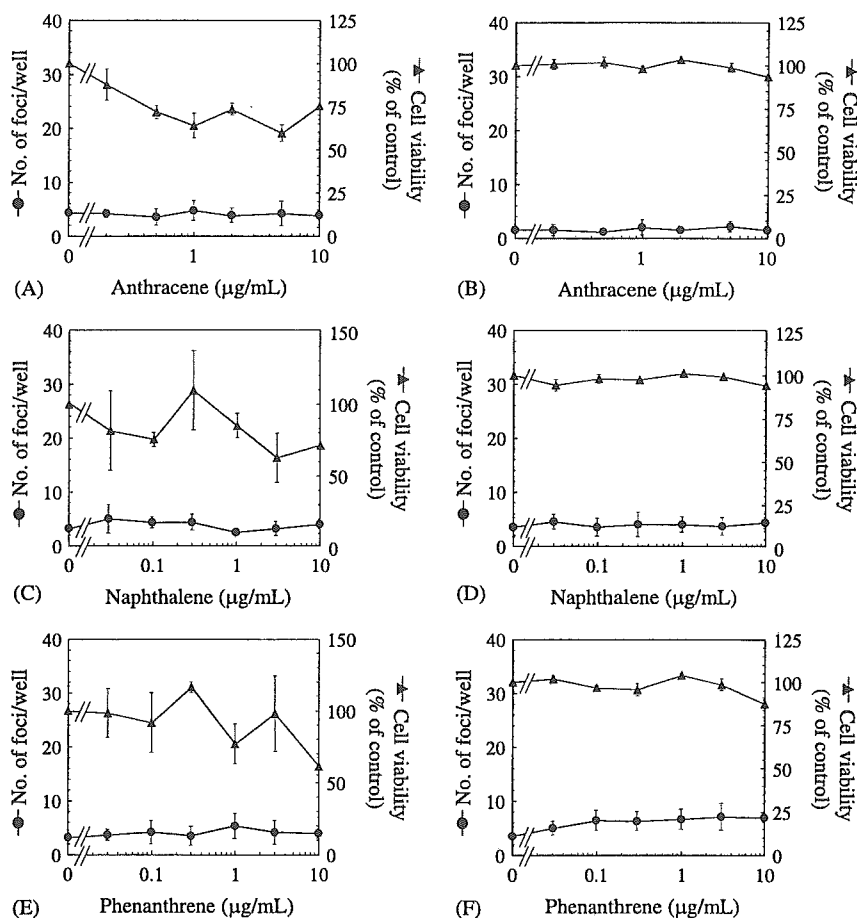 40
30
20
10
0
No. of foci/well
125
100
75
50
25
0
Cell viability
(% of control)
0
1
10
Anthracene (µg/mL)
(A)
40
30
20
10
0
No. of foci/well
125
100
75
50
25
0
Cell viability
(% of control)
0
1
10
Anthracene (µg/mL)
(B)
40
30
20
10
0
No. of foci/well
150
100
50
0
Cell viability
(% of control)
0
0.1
1
10
Naphthalene (µg/mL)
(C)
40
30
20
10
0
No. of foci/well
125
100
75
50
25
0
Cell viability
(% of control)
0
0.1
1
10
Naphthalene (µg/mL)
(D)
40
30
20
10
0
No. of foci/well
150
100
50
0
Cell viability
(% of control)
0
0.1
1
10
Phenanthrene (µg/mL)
(E)
40
30
20
10
0
No. of foci/well
125
100
75
50
25
0
Cell viability
(% of control)
0
0.1
1
10
Phenanthrene (µg/mL)
(F)